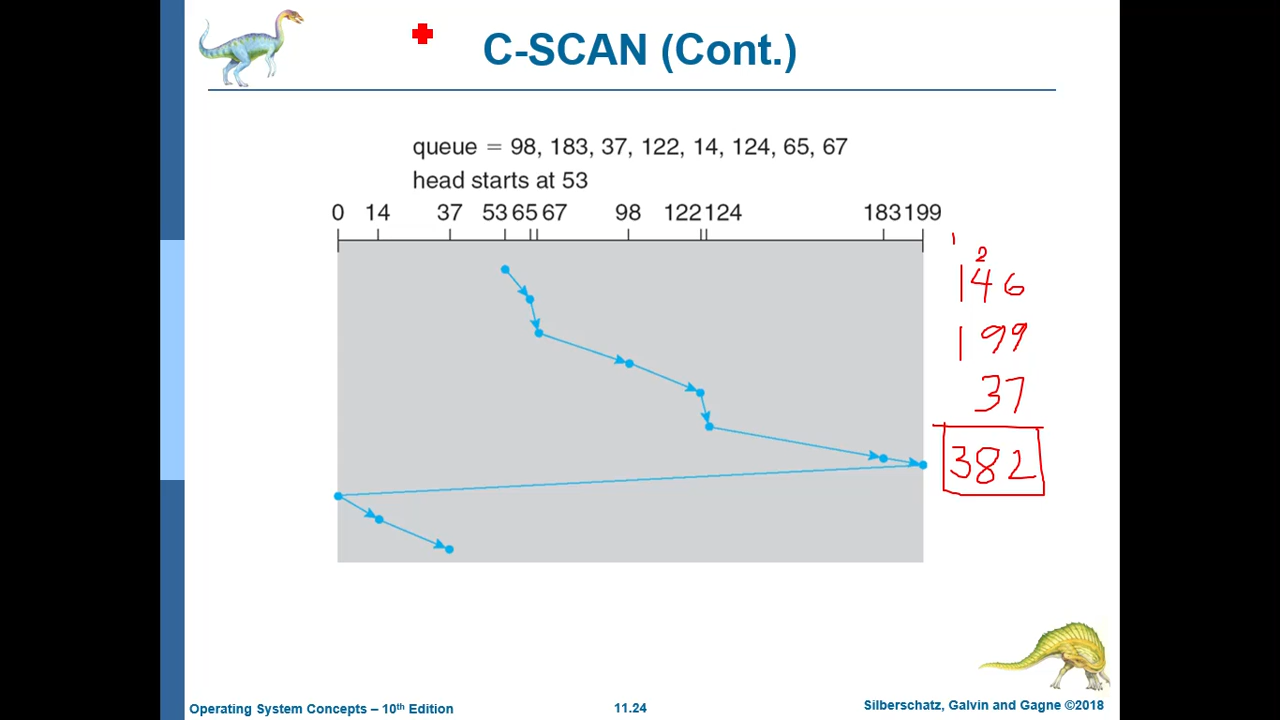 C-SCAN (Cont.)
queue = 98, 183, 37, 122, 14, 124, 65, 67
head starts at 53
0 14 37 53 65 67 98 122 124 183 199
1
2
146
199
37
382
Operating System Concepts – 10th Edition
11.24
Silberschatz, Galvin and Gagne ©2018